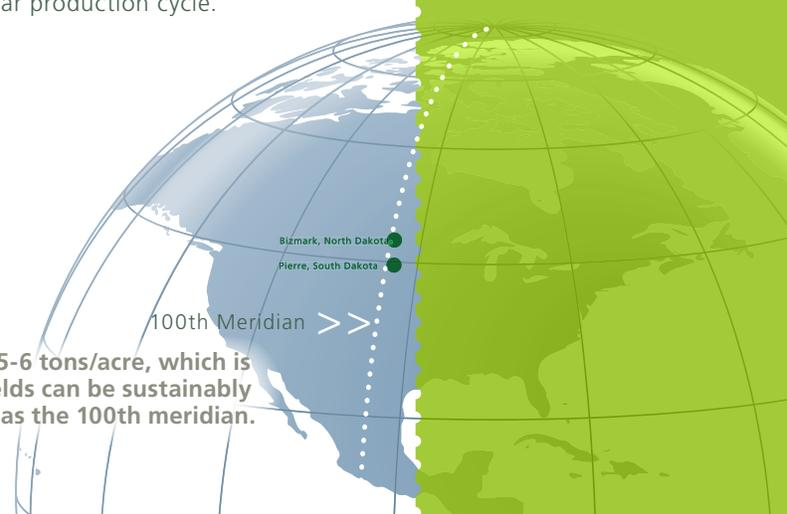 ar production cycle.
Bizmark, North Dakota
Pierre, South Dakota
100th Meridian >>
5-6 tons/acre, which is
elds can be sustainably
as the 100th meridian.